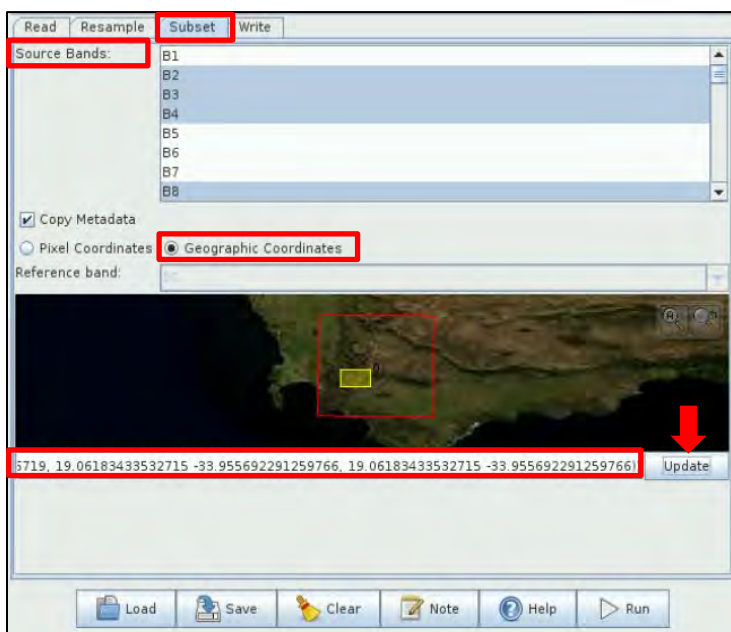 Read Resample Subset Write
Source Bands:
B1
B2
B3
B4
B5
B6
B7
B8
Copy Metadata
Pixel Coordinates Geographic Coordinates
Reference band:
5719, 19.06183433532715 -33.955692291259766, 19.06183433532715 -33.955692291259766) Update
Load Save Clear Note Help Run